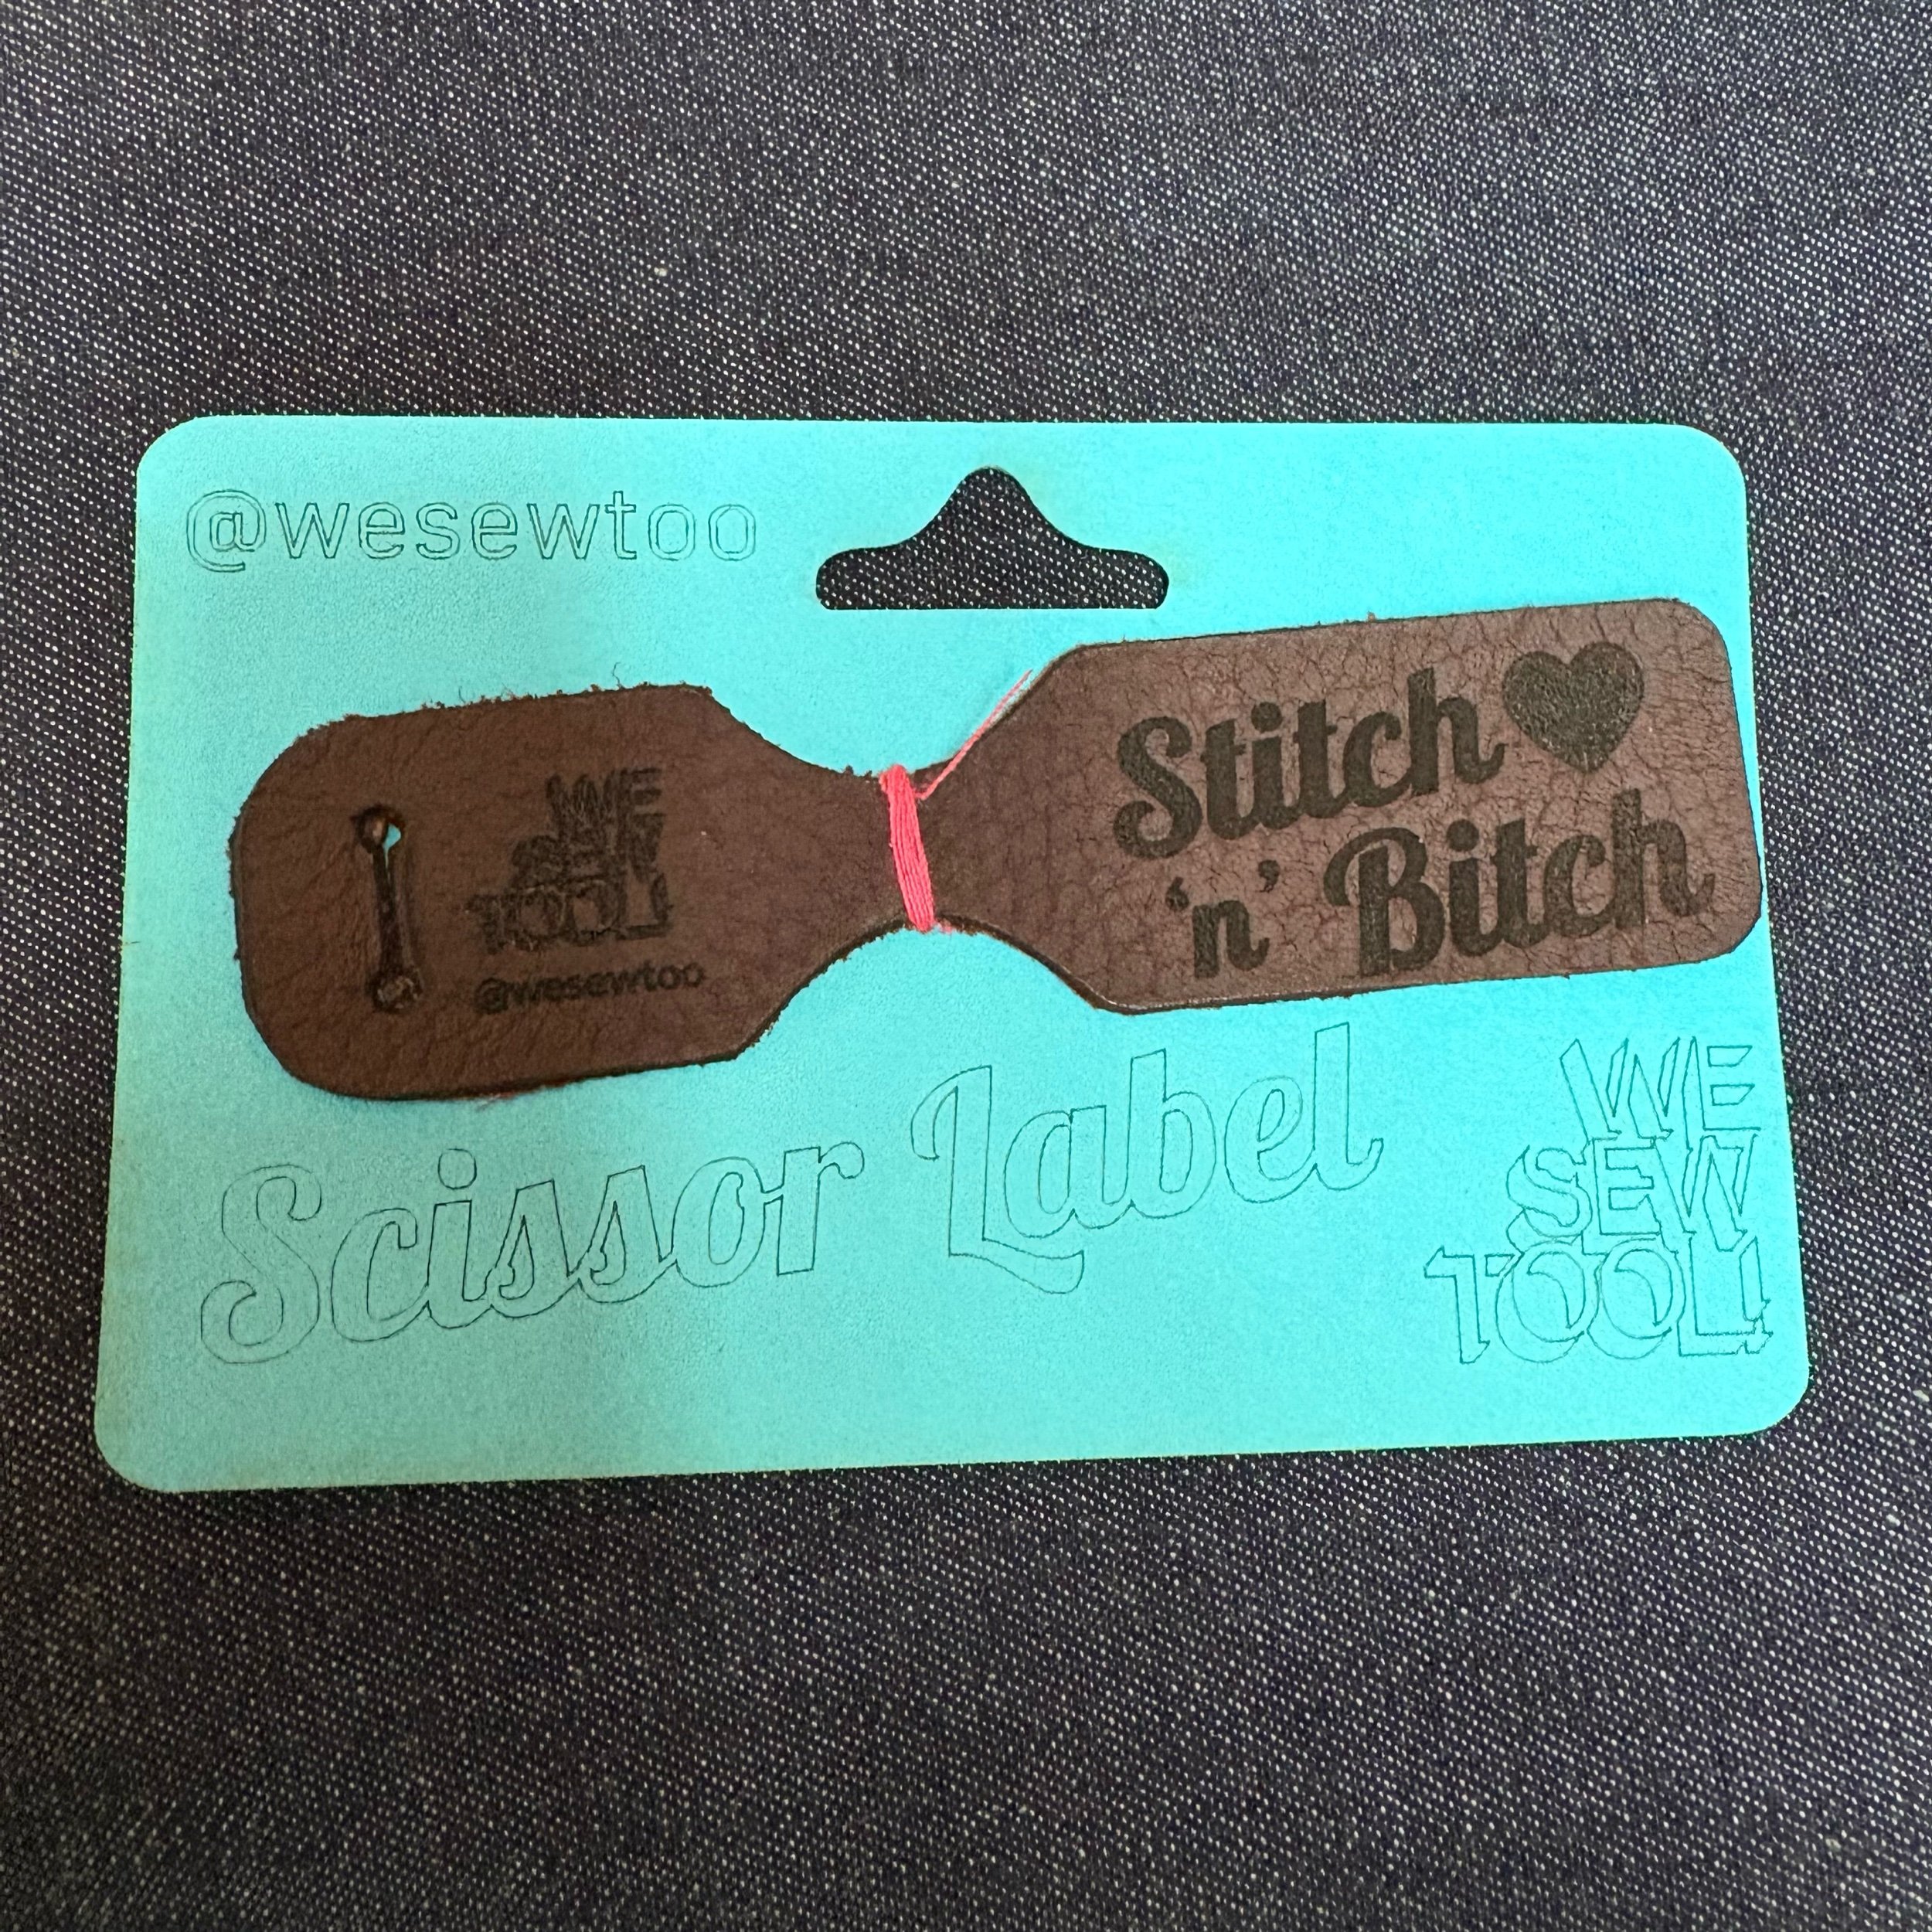 @wesewtoo
Stitch ♥
'n' Bitch
WE
SEW
TOO!
@wesewtoo
Scissor Label
WE
SEW
TOO!